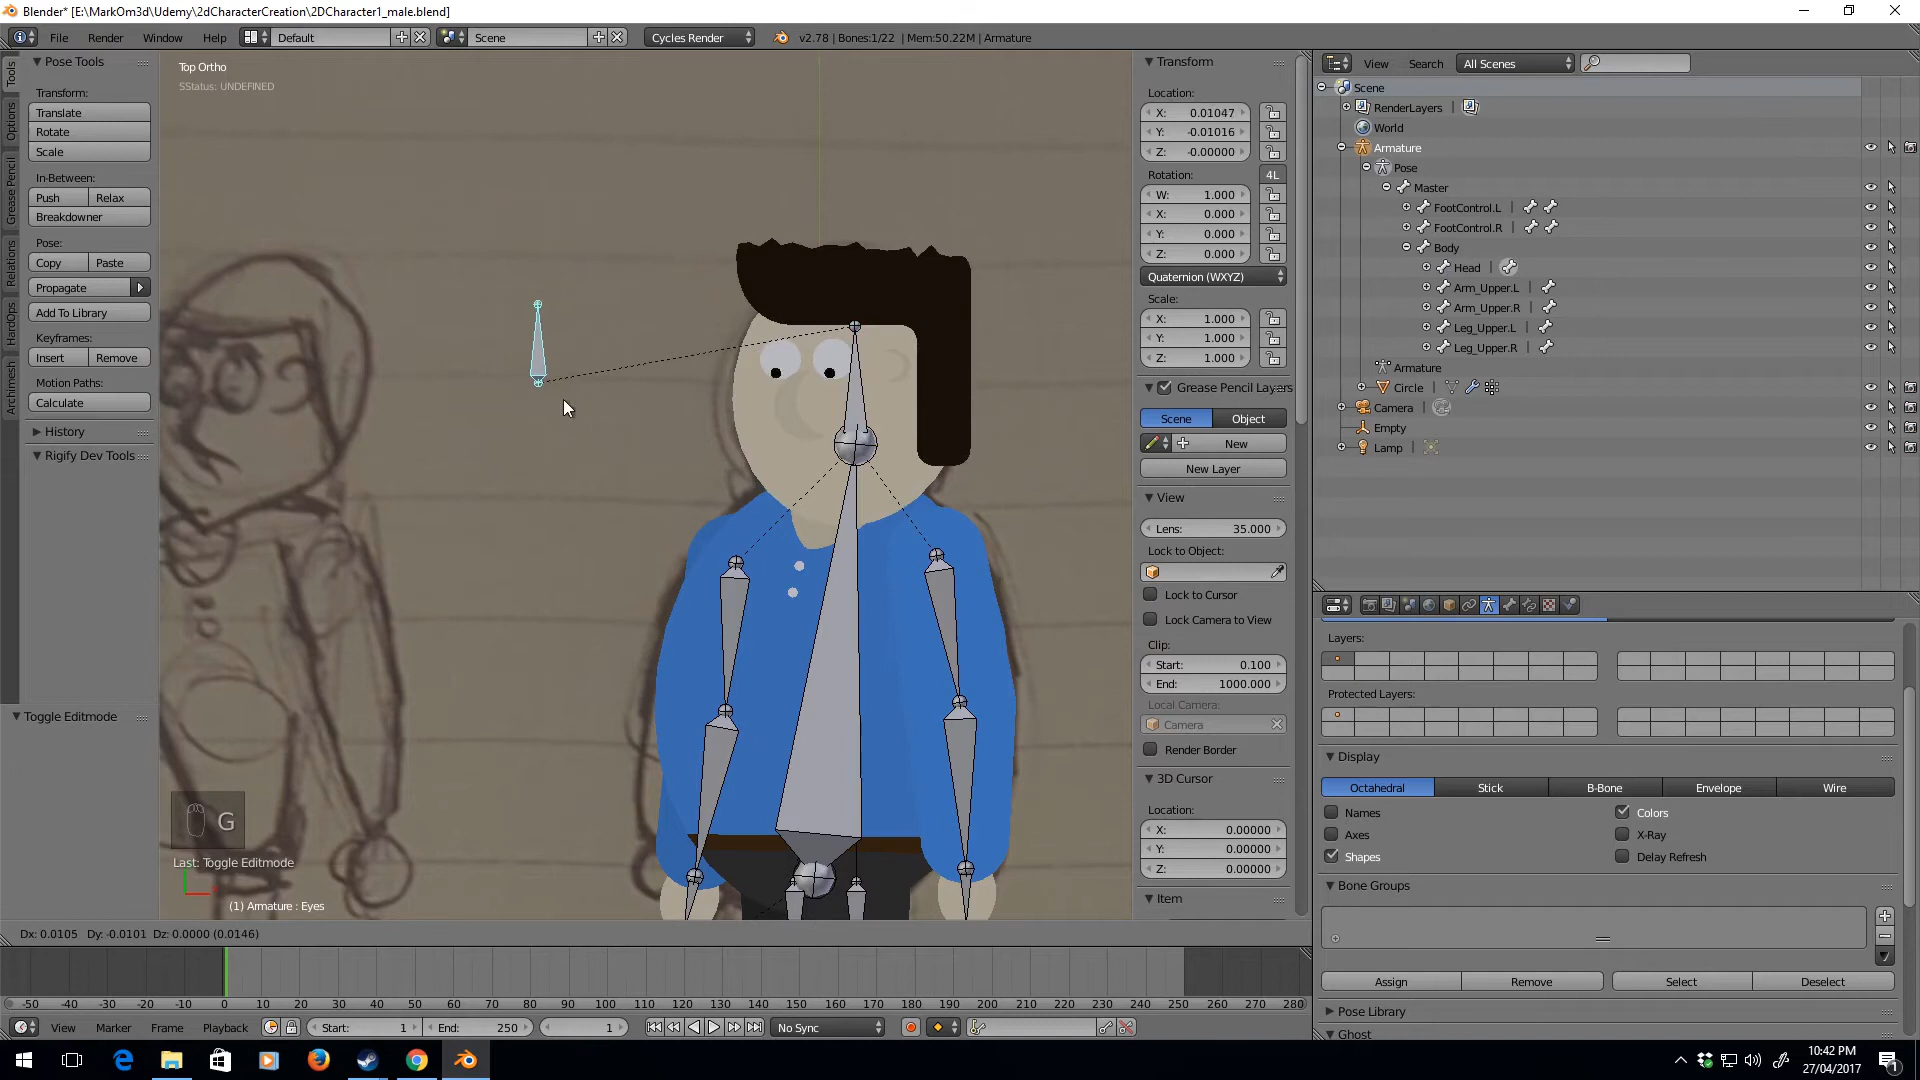 Blender* [E:\MarkOm3d\Udemy\2dCharacterCreation\2DCharacter1_male.blend]
File Render Window Help Default Scene Cycles Render v2.78 | Bones:1/22 | Mem:50.22M | Armature
Tools
Options
Grease Pencil
Relations
HardOps
Archimesh
Pose Tools
Transform:
Translate
Rotate
Scale
In-Between:
Push Relax
Breakdowner
Pose:
Copy Paste
Propagate
Add To Library
Keyframes:
Insert Remove
Motion Paths:
Calculate
History
Rigify Dev Tools
Toggle Editmode
Top Ortho
SStatus: UNDEFINED
G
Last: Toggle Editmode
(1) Armature : Eyes
Dx: 0.0105 Dy: -0.0101 Dz: 0.0000 (0.0146)
Transform
Location:
X: 0.01047
Y: -0.01016
Z: -0.00000
Rotation: 4L
W: 1.000
X: 0.000
Y: 0.000
Z: 0.000
Quaternion (WXYZ)
Scale:
X: 1.000
Y: 1.000
Z: 1.000
Grease Pencil Layers
Scene Object
New
New Layer
View
Lens: 35.000
Lock to Object:
Lock to Cursor
Lock Camera to View
Clip:
Start: 0.100
End: 1000.000
Local Camera:
Camera
Render Border
3D Cursor
Location:
X: 0.00000
Y: 0.00000
Z: 0.00000
Item
View Search All Scenes
Scene
RenderLayers
World
Armature
Pose
Master
FootControl.L
FootControl.R
Body
Head
Arm_Upper.L
Arm_Upper.R
Leg_Upper.L
Leg_Upper.R
Armature
Circle
Camera
Empty
Lamp
Layers:
Protected Layers:
Display
Octahedral Stick B-Bone Envelope Wire
Names Colors
Axes X-Ray
Shapes Delay Refresh
Bone Groups
Assign Remove Select Deselect
Pose Library
Ghost
-50 -40 -30 -20 -10 0 10 20 30 40 50 60 70 80 90 100 110 120 130 140 150 160 170 180 190 200 210 220 230 240 250 260 270 280
View Marker Frame Playback Start: 1 End: 250 1 No Sync
10:42 PM
27/04/2017
1